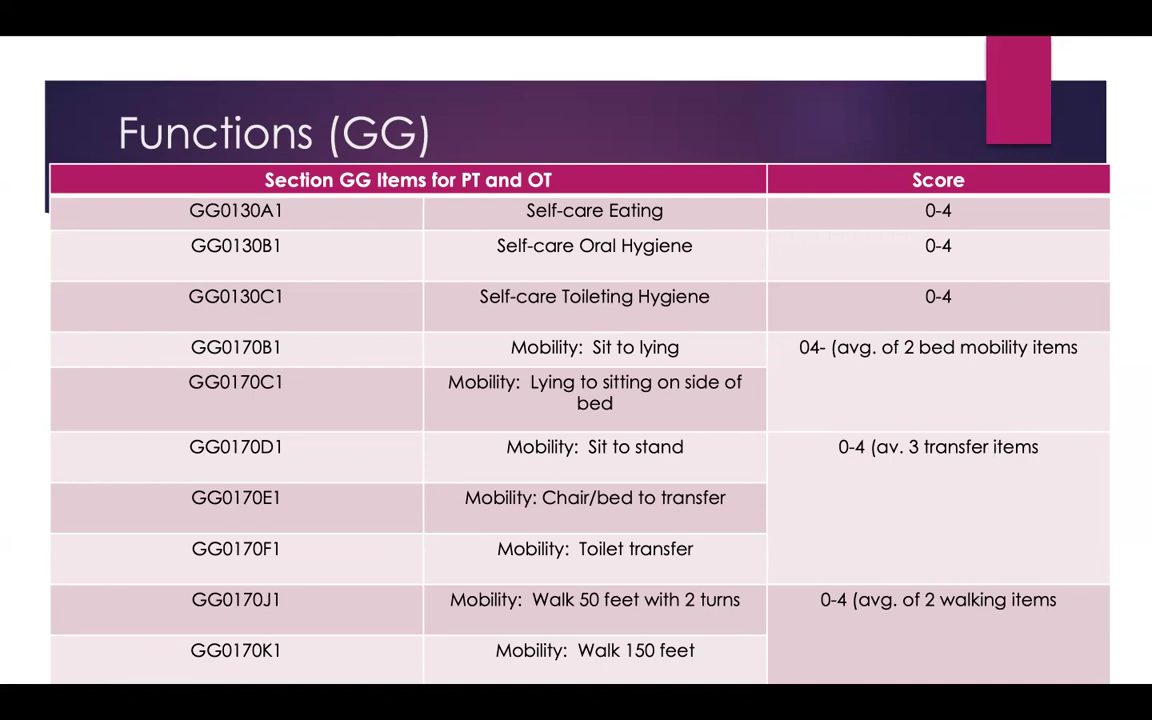 Functions (GG)
Section GG Items for PT and OT Score
GG0130A1 Self-care Eating 0-4
GG0130B1 Self-care Oral Hygiene 0-4
GG0130C1 Self-care Toileting Hygiene 0-4
GG0170B1 Mobility: Sit to lying 04- (avg. of 2 bed mobility items
GG0170C1 Mobility: Lying to sitting on side of
bed
GG0170D1 Mobility: Sit to stand 0-4 (av. 3 transfer items
GG0170E1 Mobility: Chair/bed to transfer
GG0170F1 Mobility: Toilet transfer
GG0170J1 Mobility: Walk 50 feet with 2 turns 0-4 (avg. of 2 walking items
GG0170K1 Mobility: Walk 150 feet